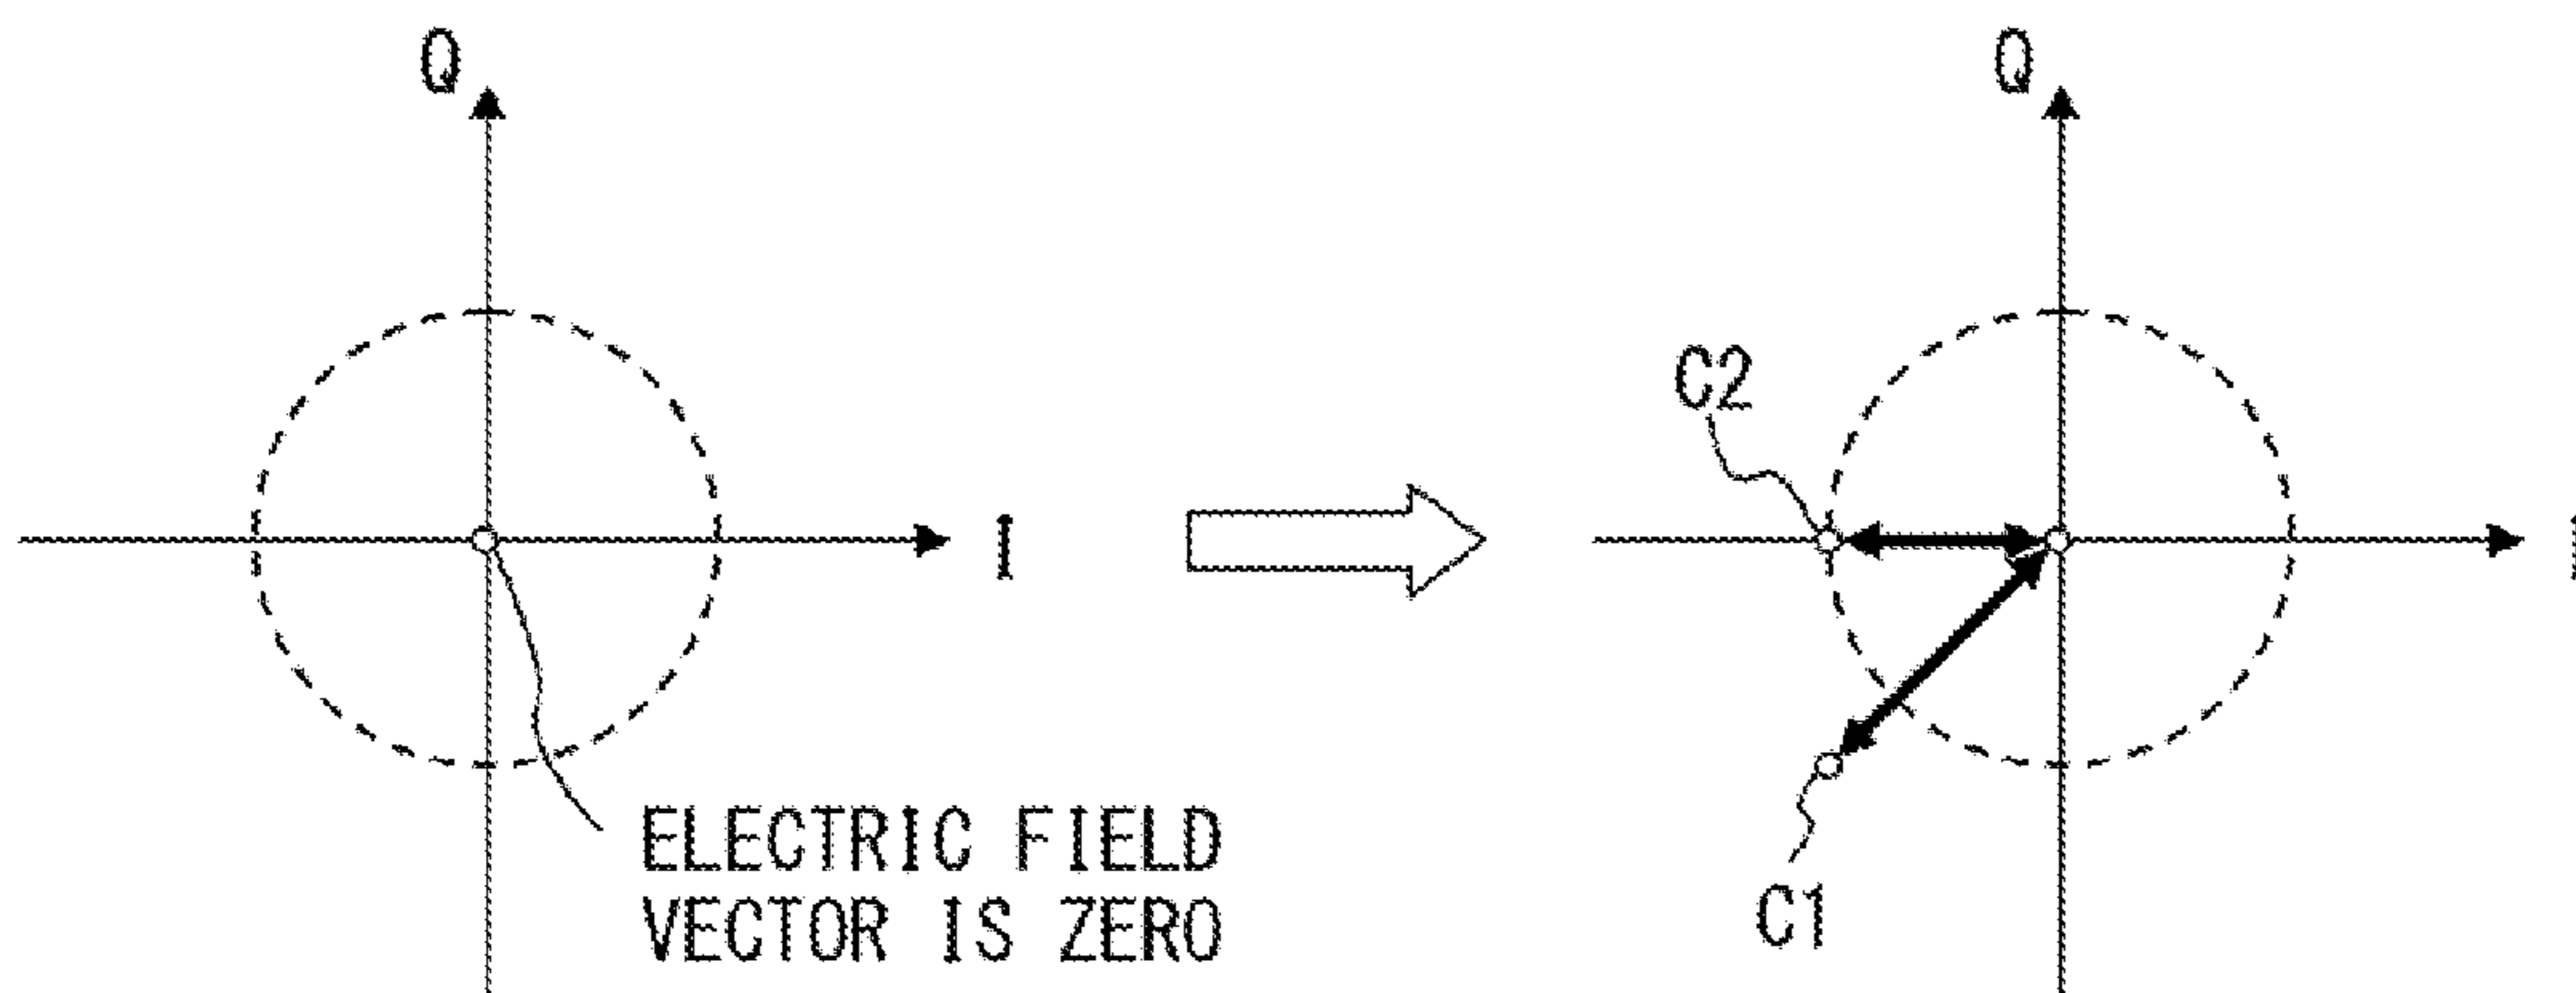 Q
I
ELECTRIC FIELD
VECTOR IS ZERO
Q
C2
I
C1